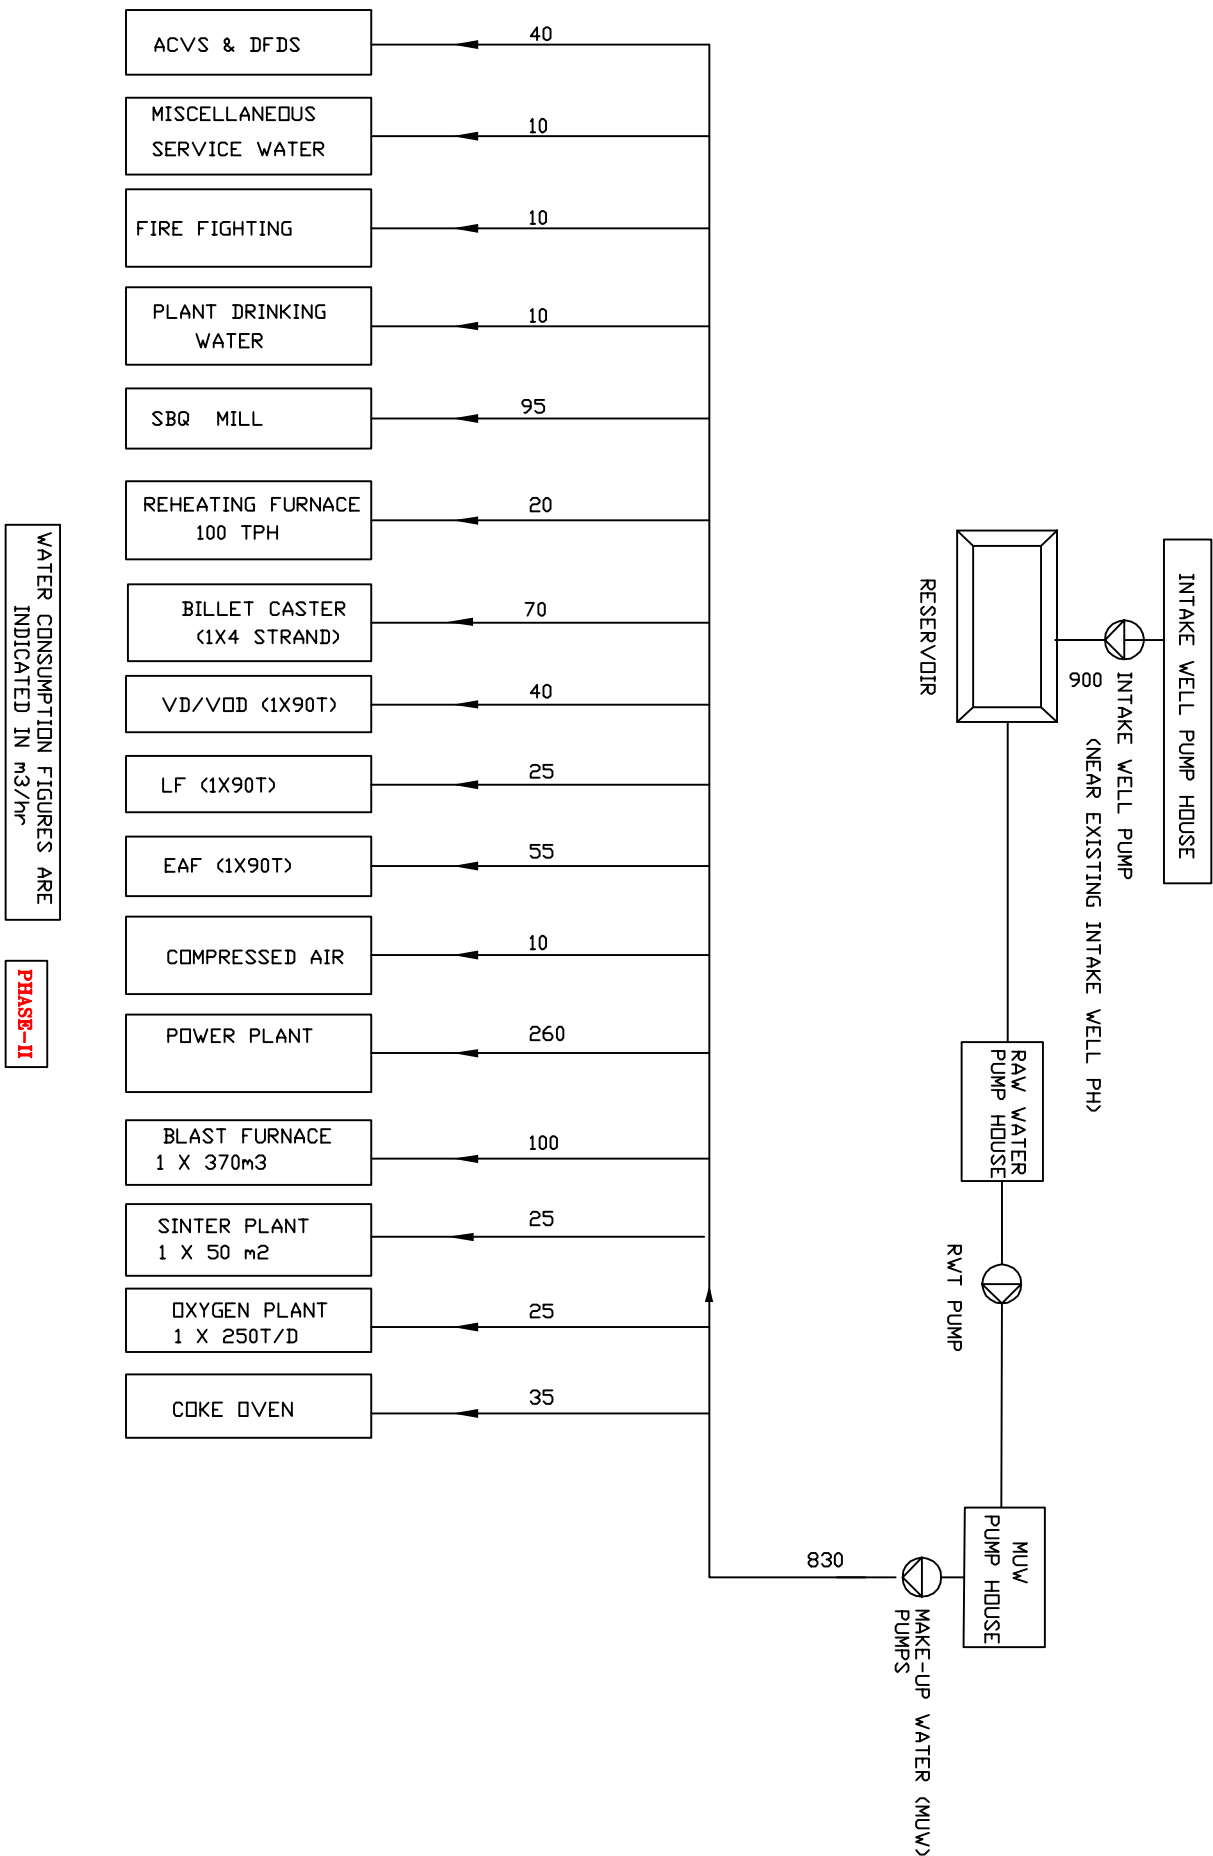 ACVS & DFDS
40
MISCELLANEOUS
SERVICE WATER
10
FIRE FIGHTING
10
PLANT DRINKING
WATER
10
SBQ MILL
95
REHEATING FURNACE
100 TPH
20
BILLET CASTER
(1X4 STRAND)
70
VD/VOD (1X90T)
40
LF (1X90T)
25
EAF (1X90T)
55
COMPRESSED AIR
10
POWER PLANT
260
BLAST FURNACE
1 X 370m3
100
SINTER PLANT
1 X 50 m2
25
OXYGEN PLANT
1 X 250T/D
25
COKE OVEN
35
830
INTAKE WELL PUMP HOUSE
INTAKE WELL PUMP
(NEAR EXISTING INTAKE WELL PH)
900
RESERVOIR
RAW WATER
PUMP HOUSE
RWT PUMP
MUW
PUMP HOUSE
MAKE-UP WATER (MUW)
PUMPS
WATER CONSUMPTION FIGURES ARE
INDICATED IN m3/hr
PHASE-II